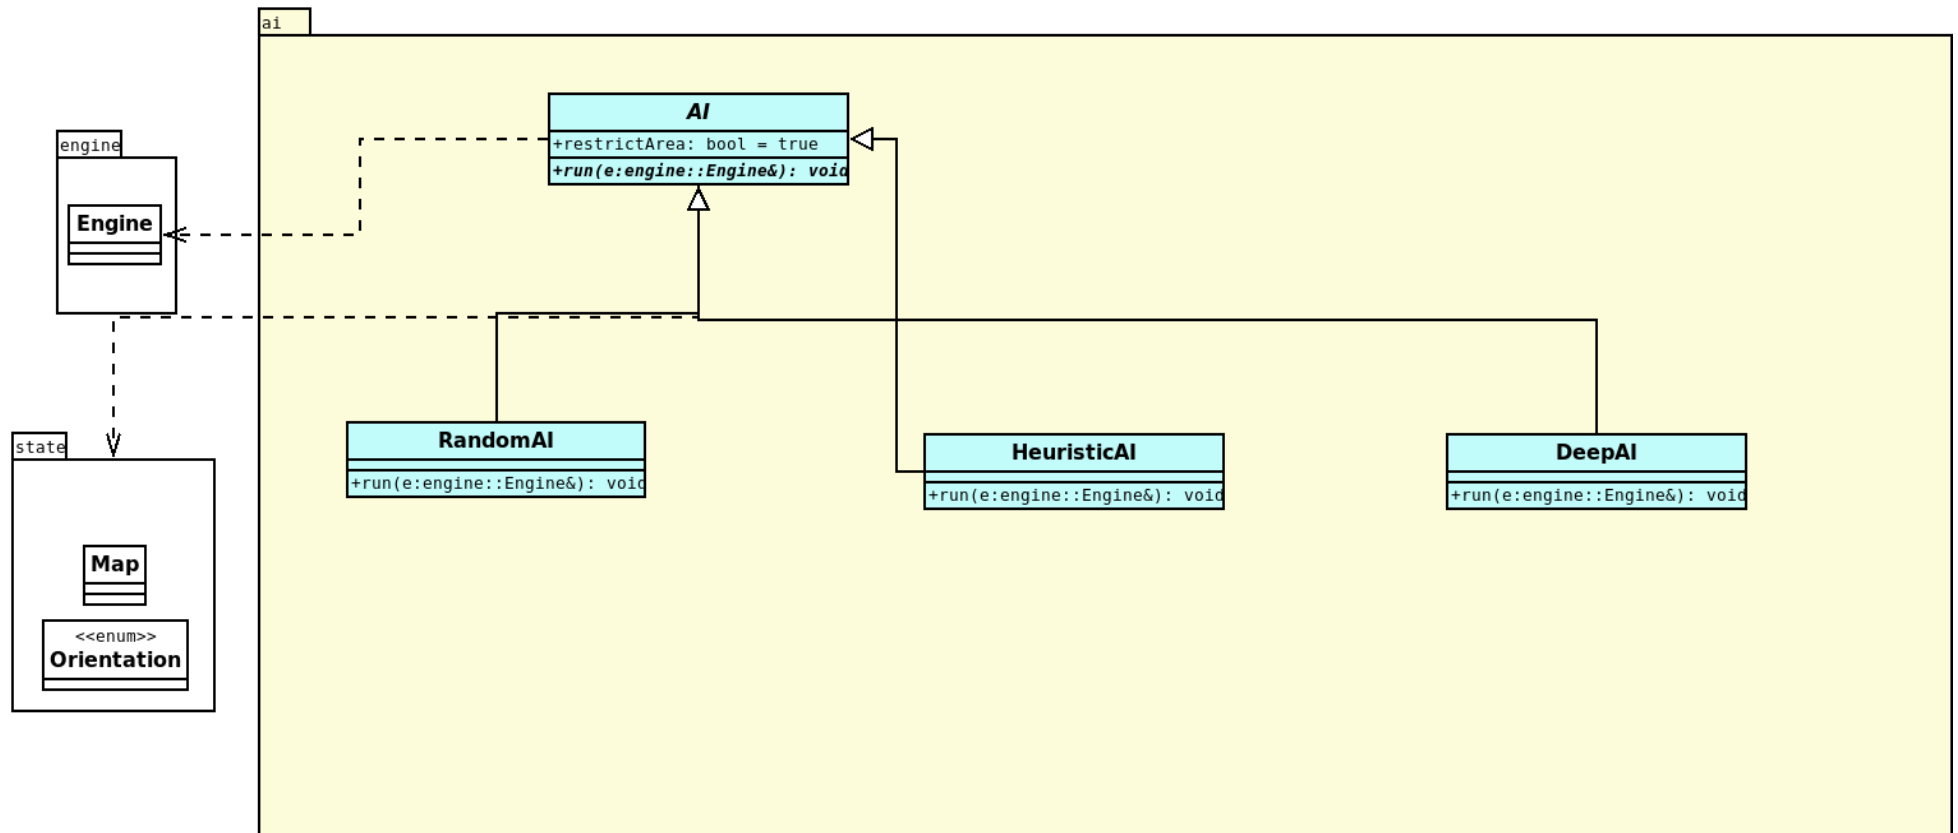 ai
AI
+restrictArea: bool = true
+run(e:engine::Engine&): void
engine
Engine
state
Map
<<enum>>
Orientation
RandomAI
+run(e:engine::Engine&): void
HeuristicAI
+run(e:engine::Engine&): void
DeepAI
+run(e:engine::Engine&): void